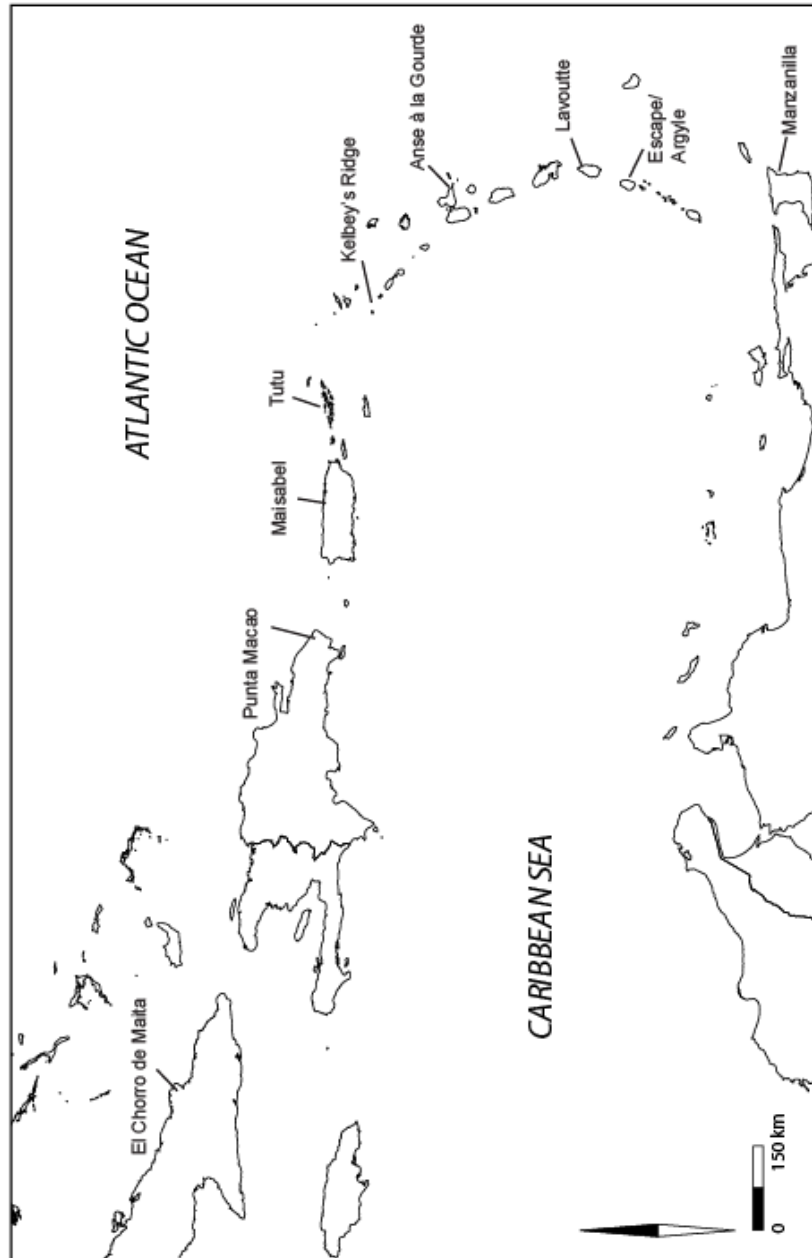 ATLANTIC OCEAN
El Chorro de Maita
Punta Macao
Maisabel
Tutu
Kelbey's Ridge
Anse à la Gourde
Lavoutte
Escape/
Argyle
Manzanilla
CARIBBEAN SEA
0 150 km